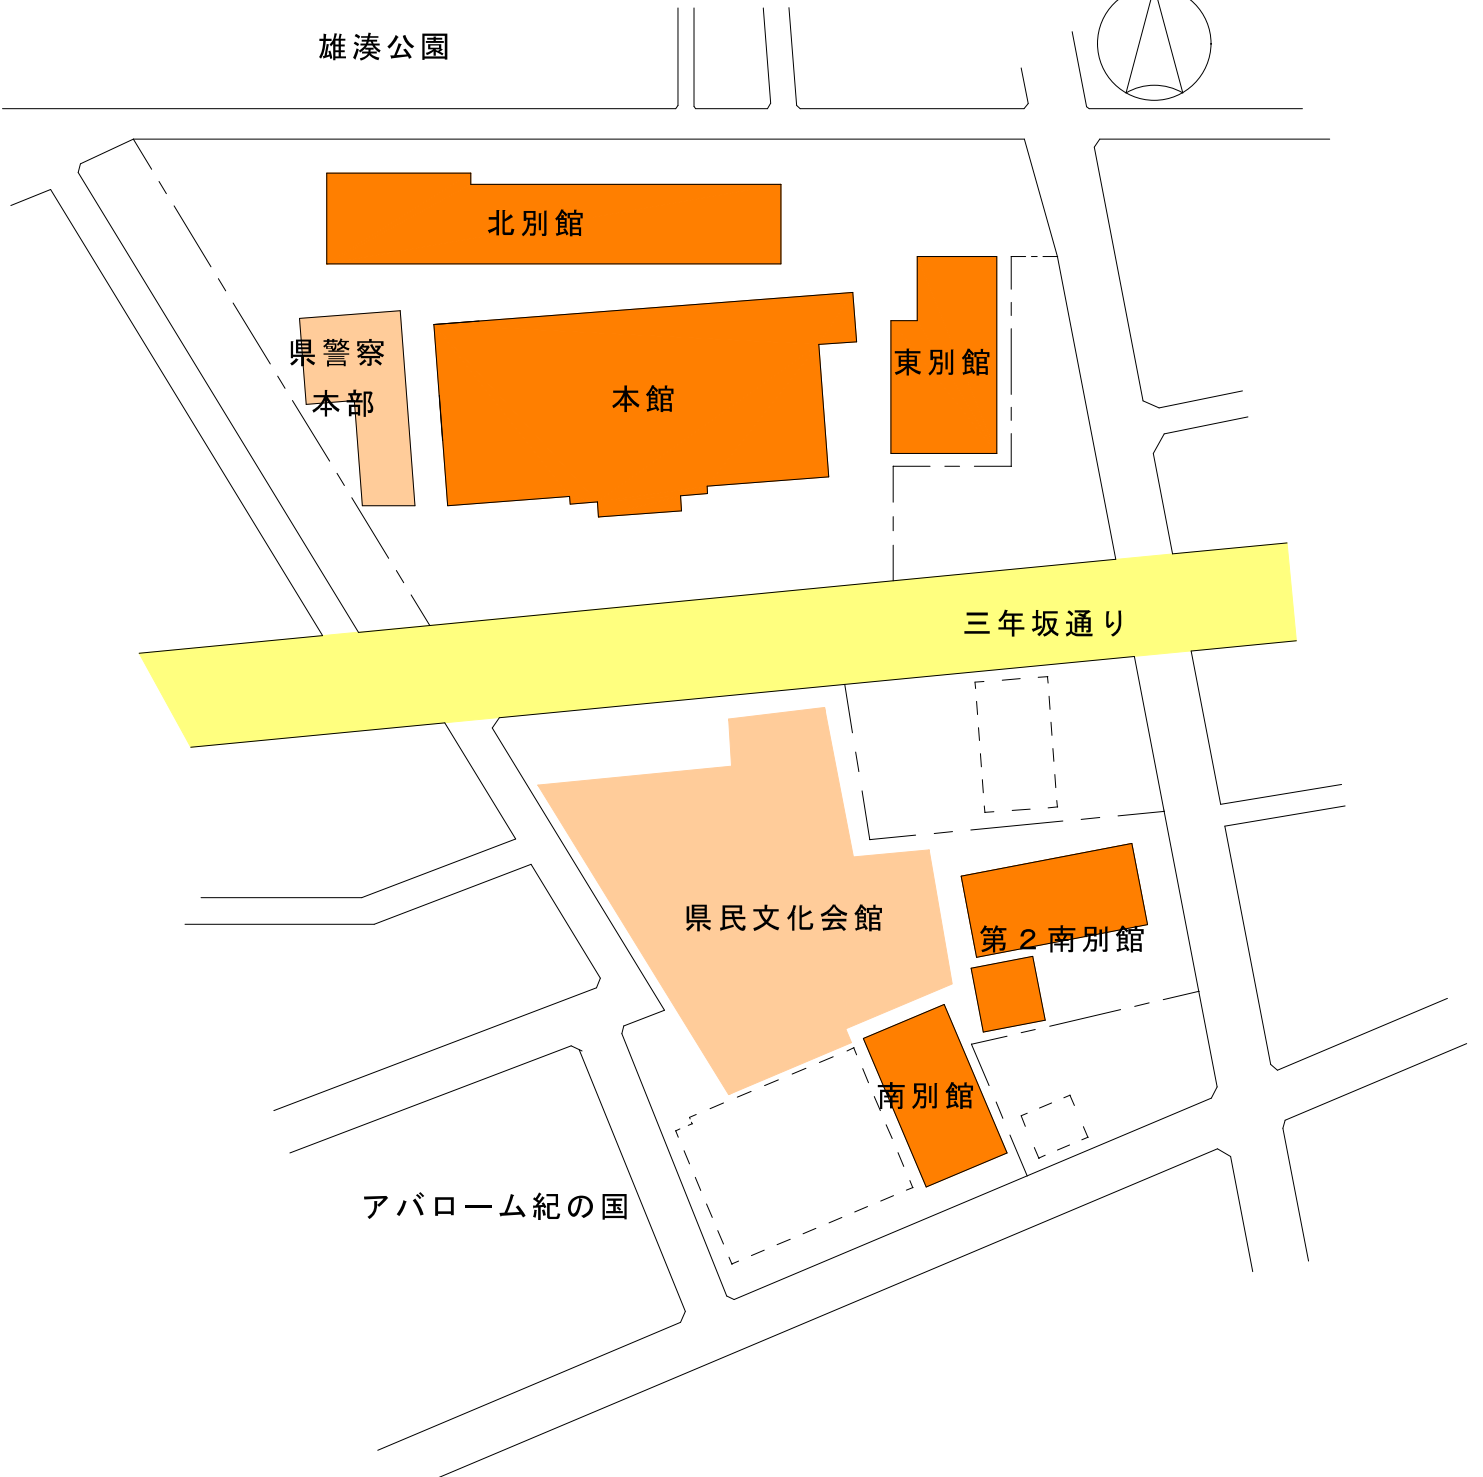 雄湊公園
北別館
県警察
本部
本館
東別館
三年坂通り
県民文化会館
第２南別館
南別館
アバローム紀の国